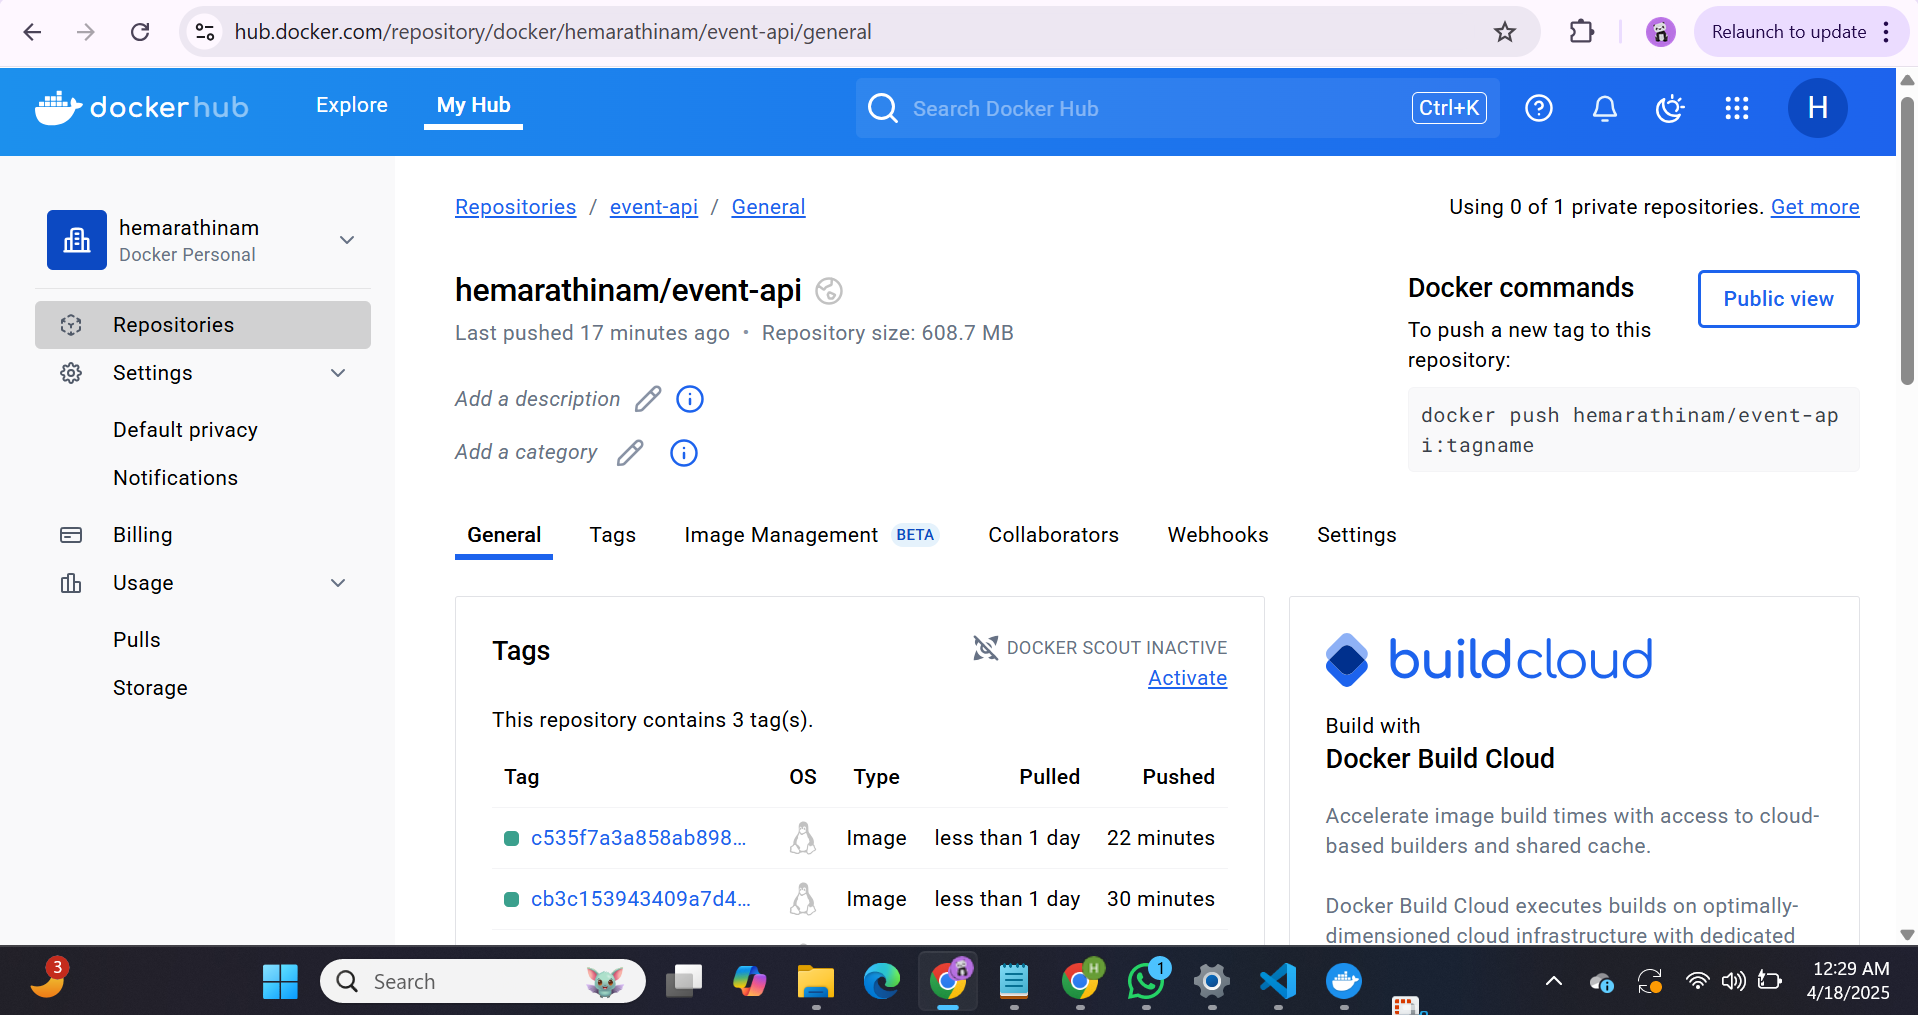 hub.docker.com/repository/docker/hemarathinam/event-api/general
Relaunch to update
dockerhub
Explore
My Hub
Search Docker Hub
Ctrl+K
H
hemarathinam
Docker Personal
Repositories
Settings
Default privacy
Notifications
Billing
Usage
Pulls
Storage
Repositories / event-api / General
Using 0 of 1 private repositories. Get more
hemarathinam/event-api
Last pushed 17 minutes ago • Repository size: 608.7 MB
Add a description
Add a category
Docker commands
Public view
To push a new tag to this
repository:
docker push hemarathinam/event-ap
i:tagname
General
Tags
Image Management BETA
Collaborators
Webhooks
Settings
Tags
DOCKER SCOUT INACTIVE
Activate
This repository contains 3 tag(s).
Tag OS Type Pulled Pushed
c535f7a3a858ab898... Image less than 1 day 22 minutes
cb3c153943409a7d4... Image less than 1 day 30 minutes
buildcloud
Build with
Docker Build Cloud
Accelerate image build times with access to cloud-
based builders and shared cache.
Docker Build Cloud executes builds on optimally-
dimensioned cloud infrastructure with dedicated
3
Search
H
1
12:29 AM
4/18/2025